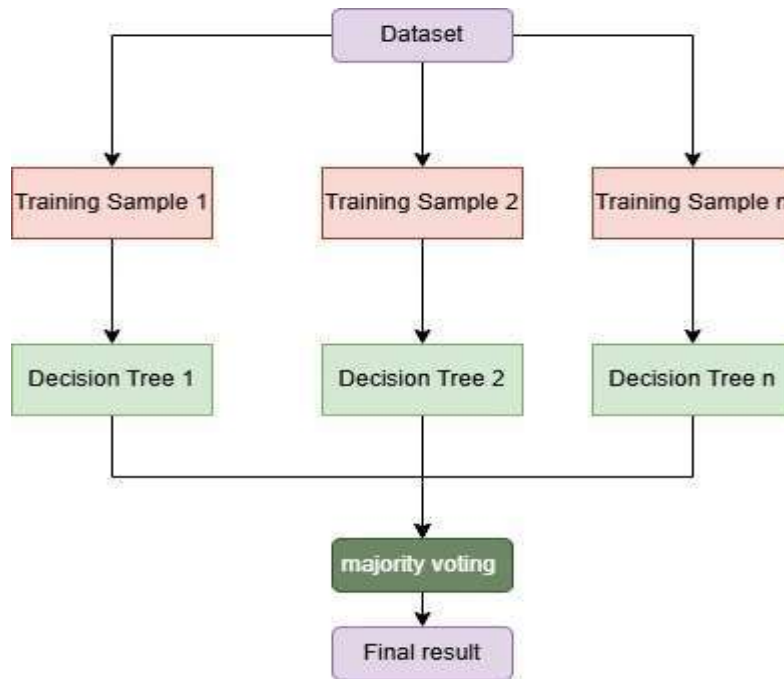 Dataset
Training Sample 1
Training Sample 2
Training Sample n
Decision Tree 1
Decision Tree 2
Decision Tree n
majority voting
Final result